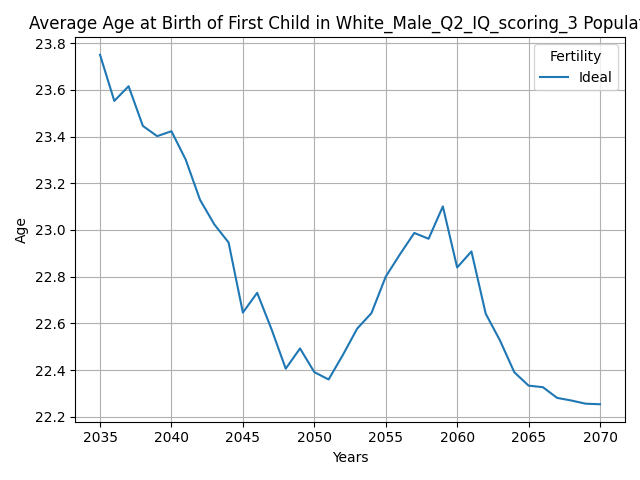 Average Age at Birth of First Child in White_Male_Q2_IQ_scoring_3 Populat
23.8
Fertility
Ideal
23.6
23.4
23.2
23.0
22.8
22.6
22.4
22.2
Age
2035 2040 2045 2050 2055 2060 2065 2070
Years